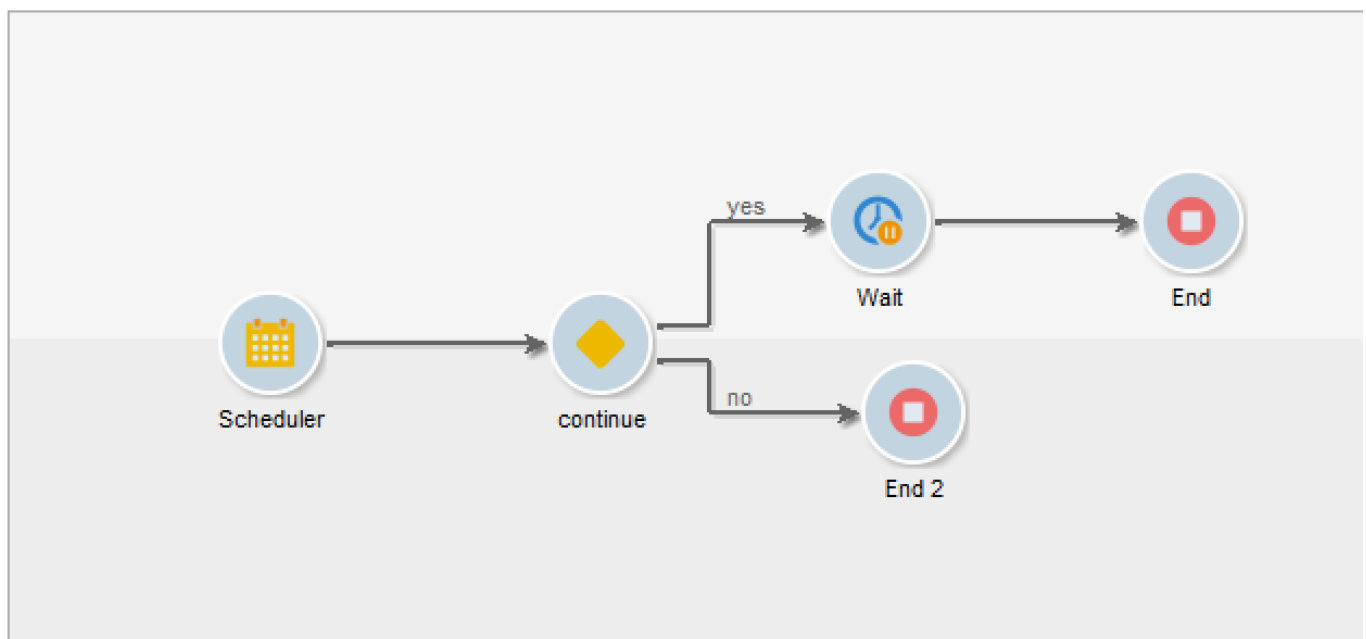 Scheduler
continue
yes
Wait
End
no
End 2